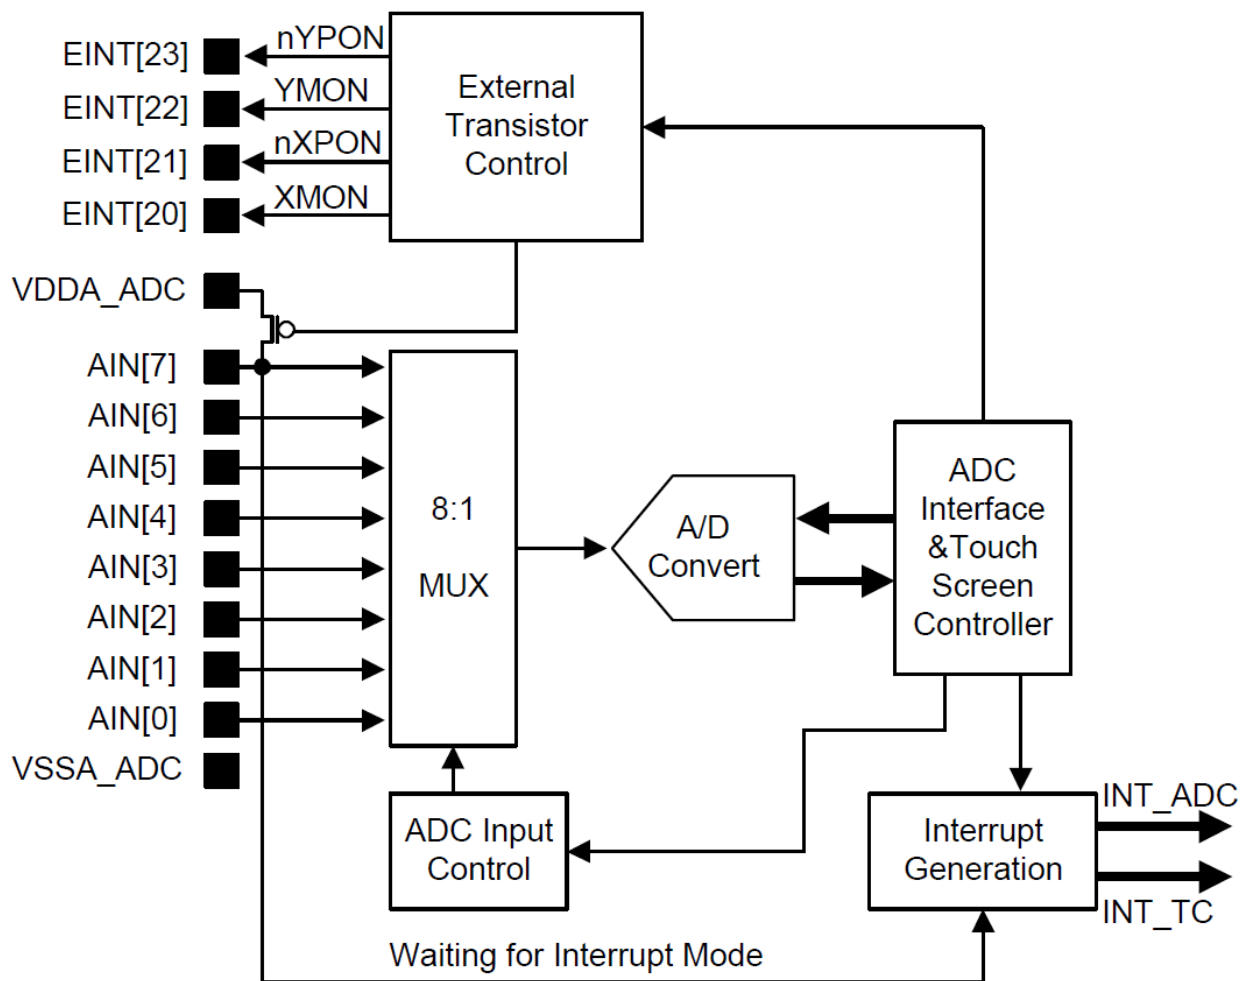 EINT[23]
nYPON
EINT[22]
YMON
EINT[21]
nXPON
EINT[20]
XMON
External
Transistor
Control
VDDA_ADC
AIN[7]
AIN[6]
AIN[5]
AIN[4]
AIN[3]
AIN[2]
AIN[1]
AIN[0]
VSSA_ADC
8:1
MUX
A/D
Convert
ADC
Interface
&Touch
Screen
Controller
ADC Input
Control
Interrupt
Generation
INT_ADC
INT_TC
Waiting for Interrupt Mode